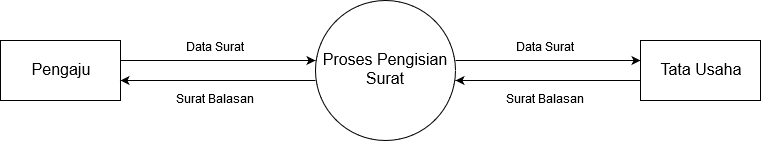 Data Surat
Data Surat
Pengaju
Proses Pengisian
Surat
Tata Usaha
Surat Balasan
Surat Balasan